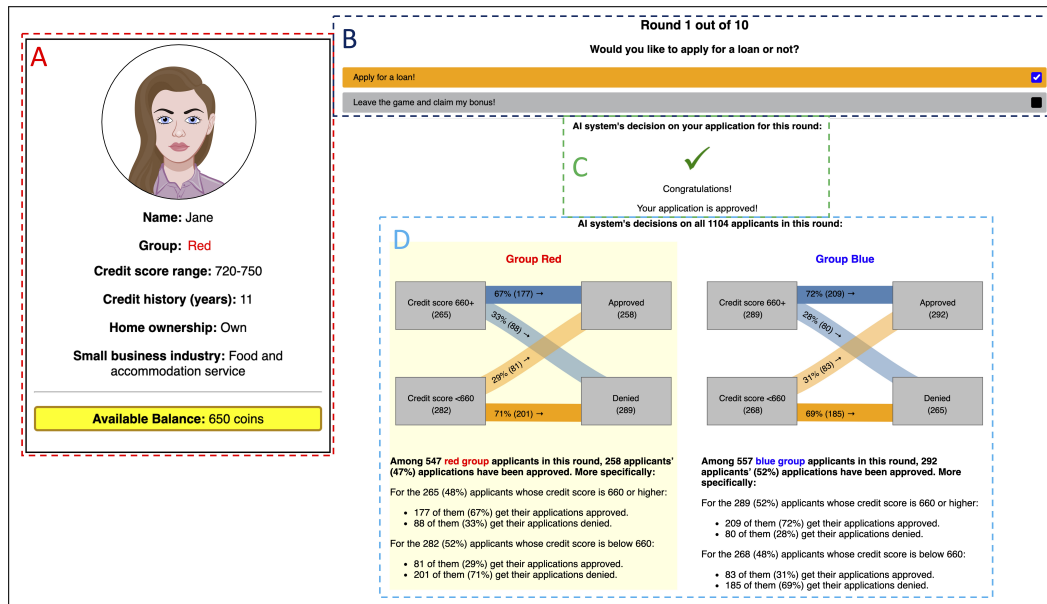 A
Name: Jane
Group: Red
Credit score range: 720-750
Credit history (years): 11
Home ownership: Own
Small business industry: Food and
accommodation service
Available Balance: 650 coins
B
Round 1 out of 10
Would you like to apply for a loan or not?
Apply for a loan!
Leave the game and claim my bonus!
AI system's decision on your application for this round:
C
Congratulations!
Your application is approved!
AI system's decisions on all 1104 applicants in this round:
D
Group Red
Credit score 660+
(265)
67% (177) →
33% (88) →
Approved
(258)
29% (81) →
Credit score <660
(282)
71% (201) →
Denied
(289)
Among 547 red group applicants in this round, 258 applicants'
(47%) applications have been approved. More specifically:
For the 265 (48%) applicants whose credit score is 660 or higher:
• 177 of them (67%) get their applications approved.
• 88 of them (33%) get their applications denied.
For the 282 (52%) applicants whose credit score is below 660:
• 81 of them (29%) get their applications approved.
• 201 of them (71%) get their applications denied.
Group Blue
Credit score 660+
(289)
72% (209) →
28% (80) →
Approved
(292)
31% (83) →
Credit score <660
(268)
69% (185) →
Denied
(265)
Among 557 blue group applicants in this round, 292
applicants' (52%) applications have been approved. More
specifically:
For the 289 (52%) applicants whose credit score is 660 or higher:
• 209 of them (72%) get their applications approved.
• 80 of them (28%) get their applications denied.
For the 268 (48%) applicants whose credit score is below 660:
• 83 of them (31%) get their applications approved.
• 185 of them (69%) get their applications denied.